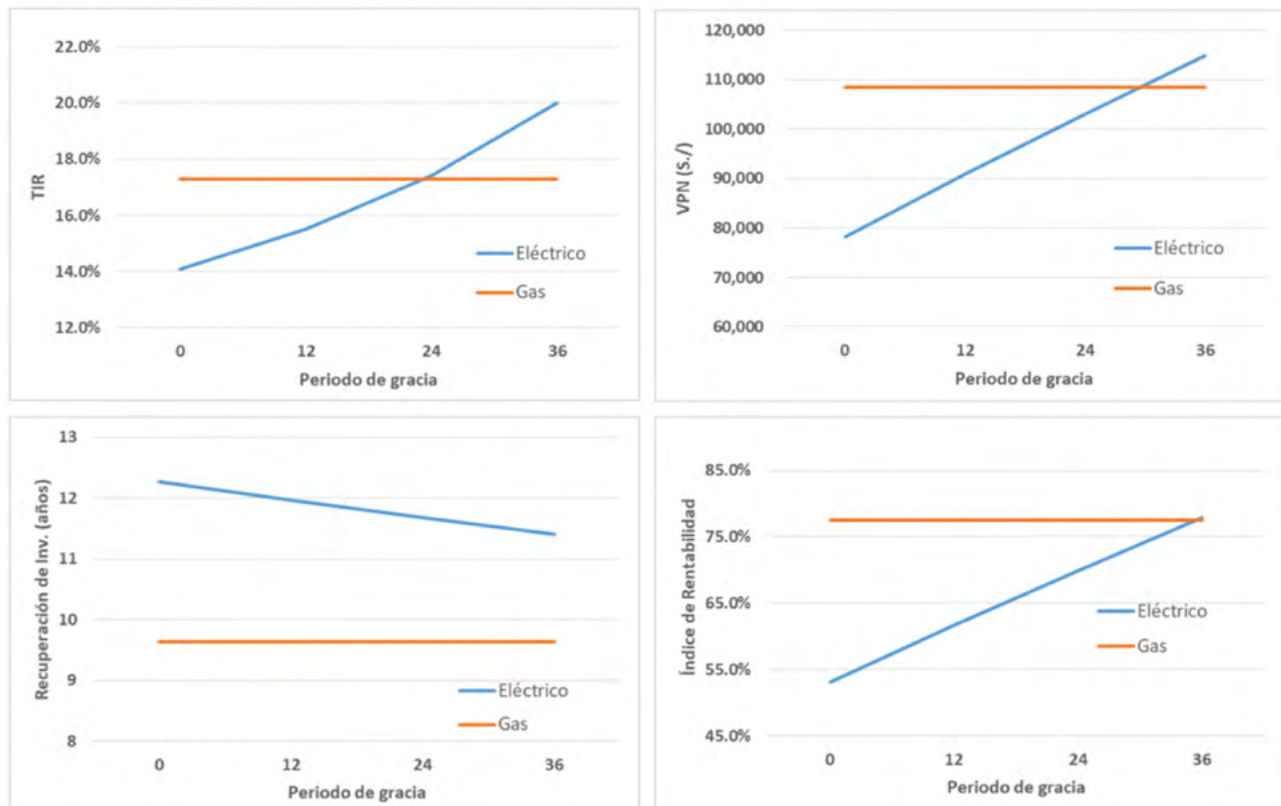 22.0%
20.0%
18.0%
16.0%
14.0%
12.0%
TIR
Eléctrico
Gas
0 12 24 36
Periodo de gracia
120,000
110,000
100,000
90,000
80,000
70,000
60,000
VPN (S./)
Eléctrico
Gas
0 12 24 36
Periodo de gracia
13
12
11
10
9
8
Recuperación de Inv. (años)
Eléctrico
Gas
0 12 24 36
Periodo de gracia
85.0%
75.0%
65.0%
55.0%
45.0%
Índice de Rentabilidad
Eléctrico
Gas
0 12 24 36
Periodo de gracia